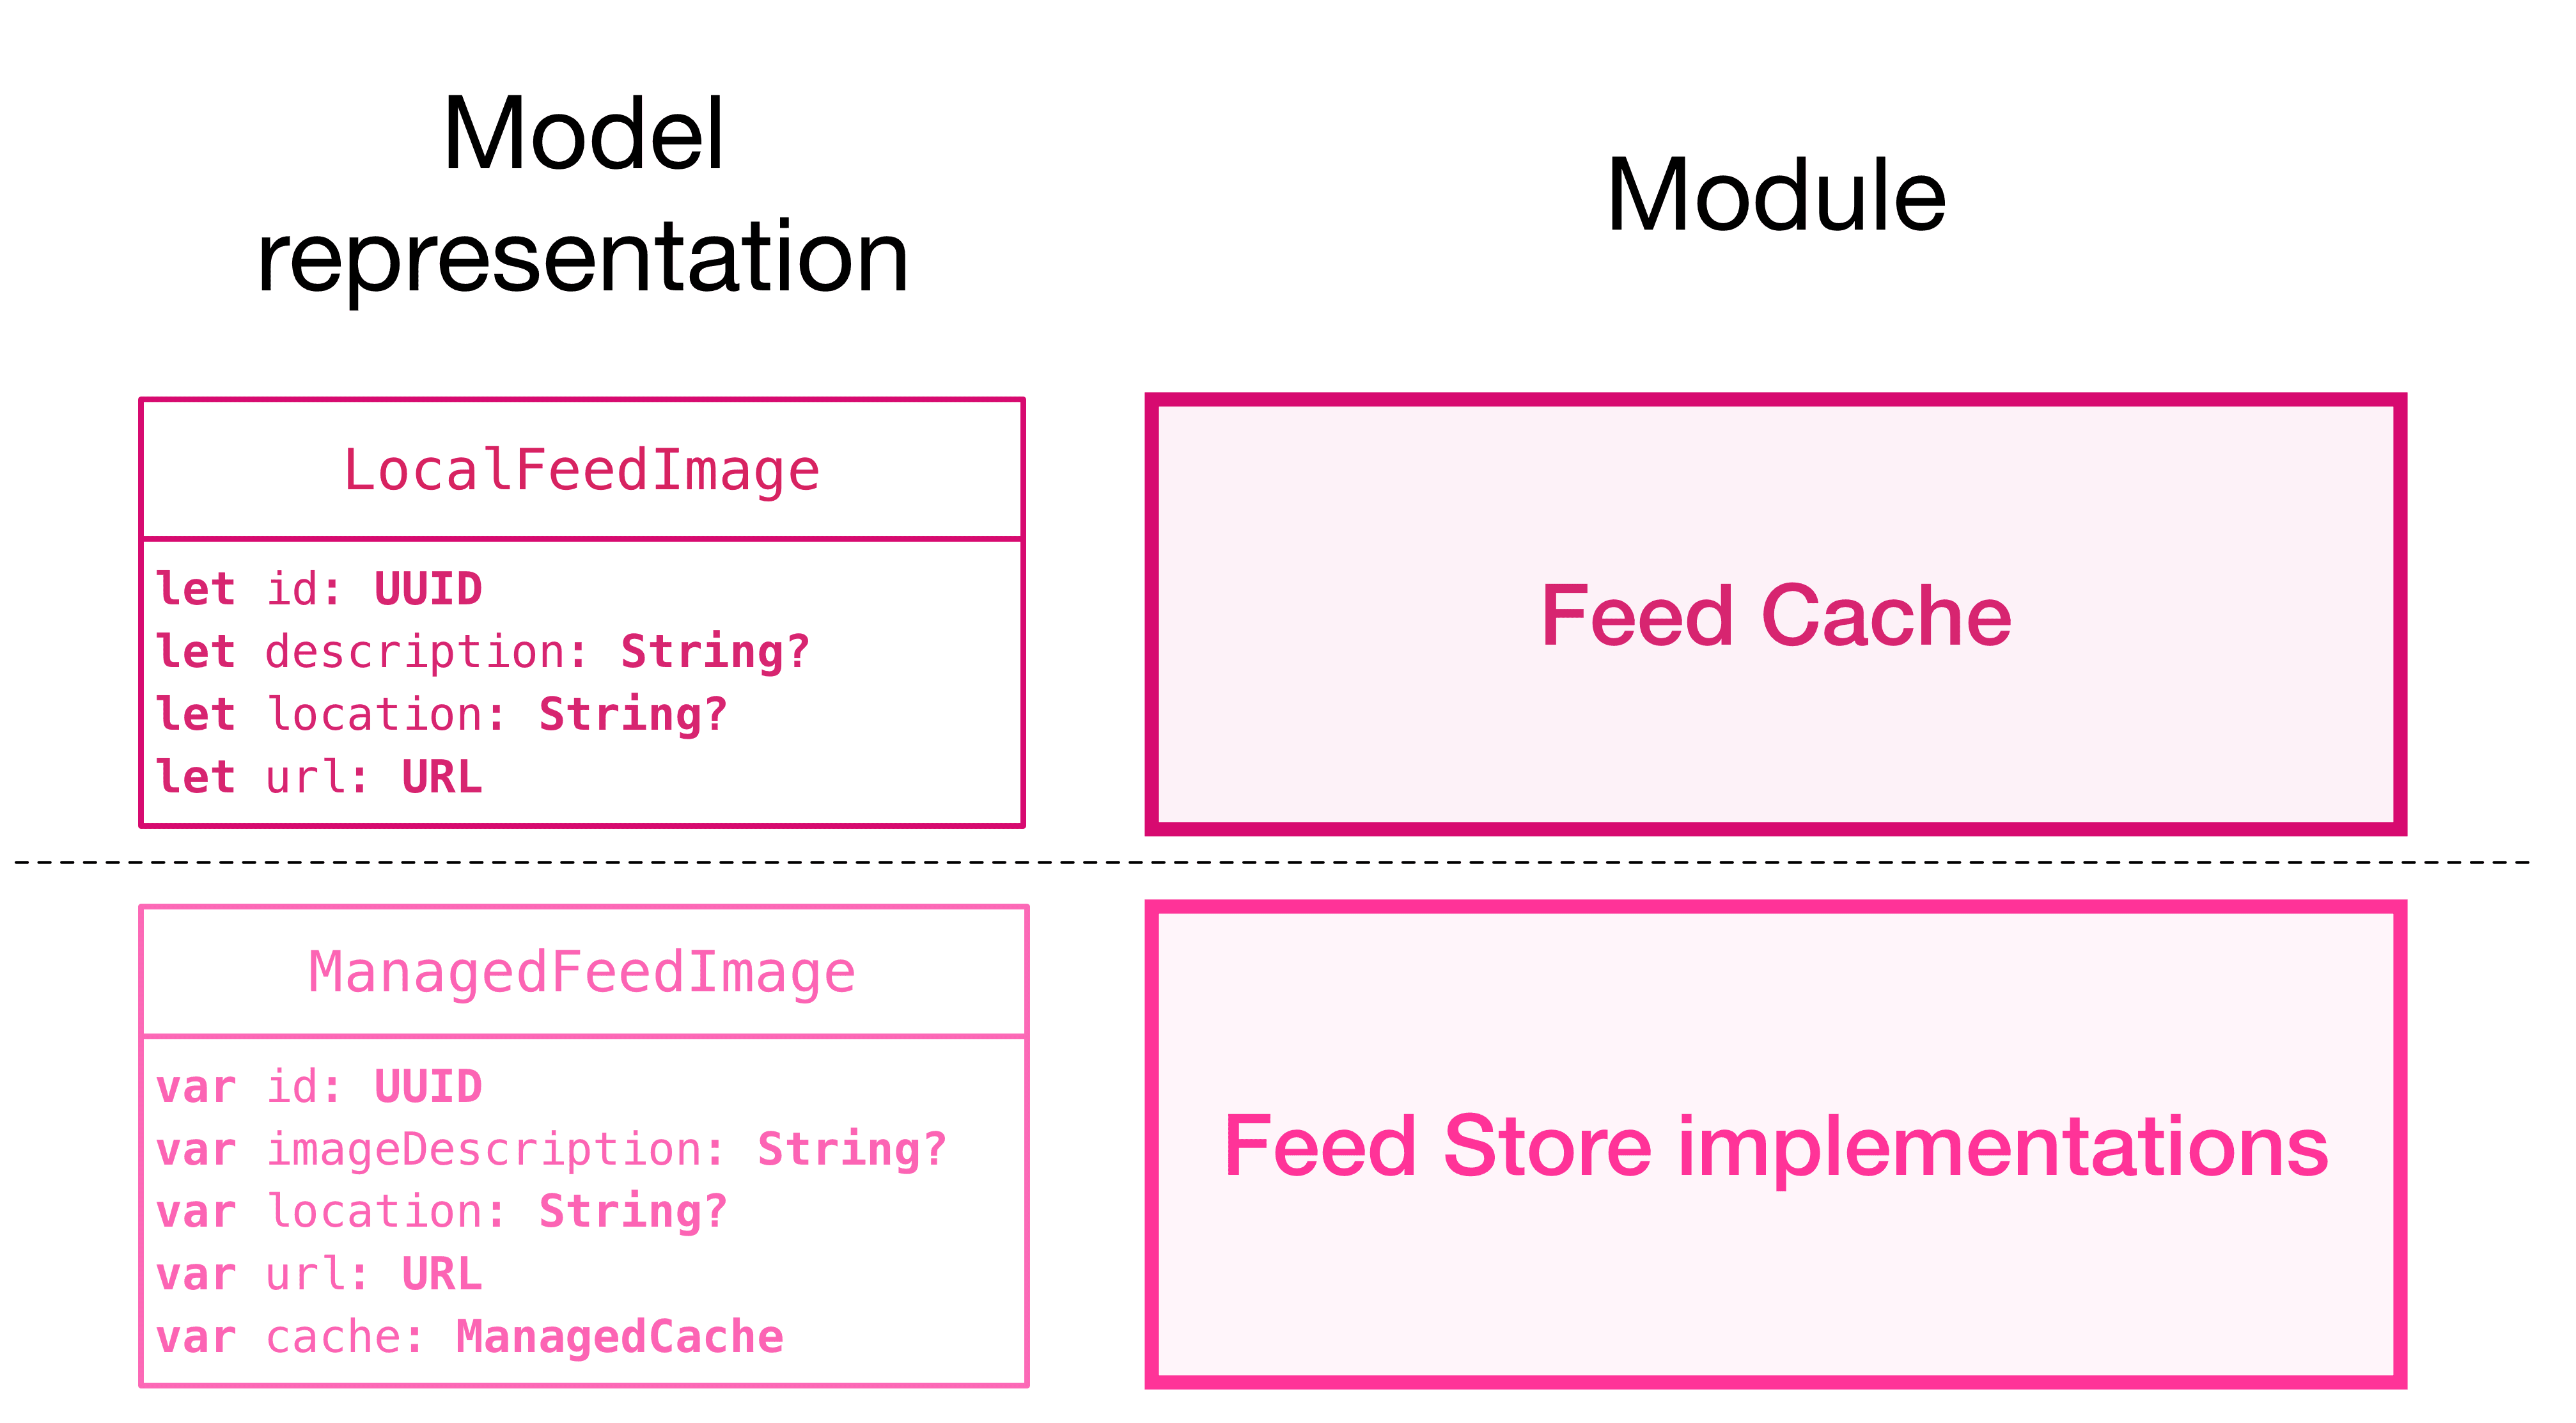 Model
representation
Module
LocalFeedImage
let id: UUID
let description: String?
let location: String?
let url: URL
Feed Cache
ManagedFeedImage
var id: UUID
var imageDescription: String?
var location: String?
var url: URL
var cache: ManagedCache
Feed Store implementations